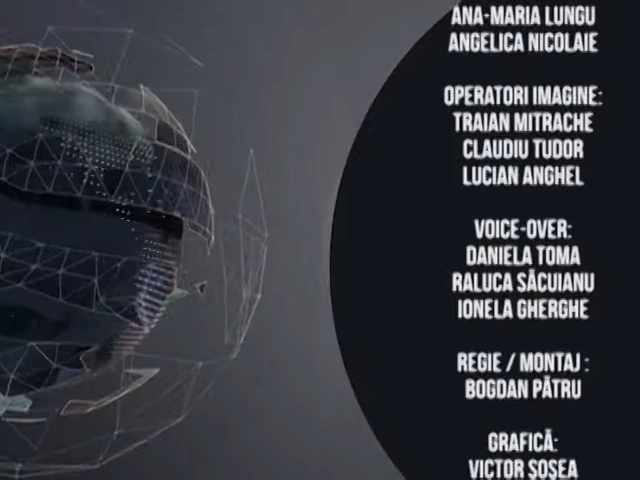 ANA-MARIA LUNGU
ANGELICA NICOLAIE
OPERATORI IMAGINE:
TRAIAN MITRACHE
CLAUDIU TUDOR
LUCIAN ANGHEL
VOICE-OVER:
DANIELA TOMA
RALUCA SĂCUIANU
IONELA GHERGHE
REGIE / MONTAJ :
BOGDAN PĂTRU
GRAFICĂ:
VICTOR ȘOȘEA